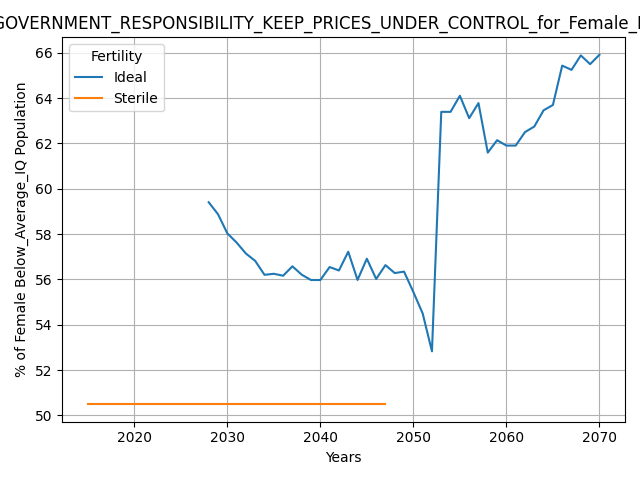 GOVERNMENT_RESPONSIBILITY_KEEP_PRICES_UNDER_CONTROL_for_Female_
Fertility
Ideal
Sterile
% of Female Below_Average_IQ Population
66
64
62
60
58
56
54
52
50
2020 2030 2040 2050 2060 2070
Years